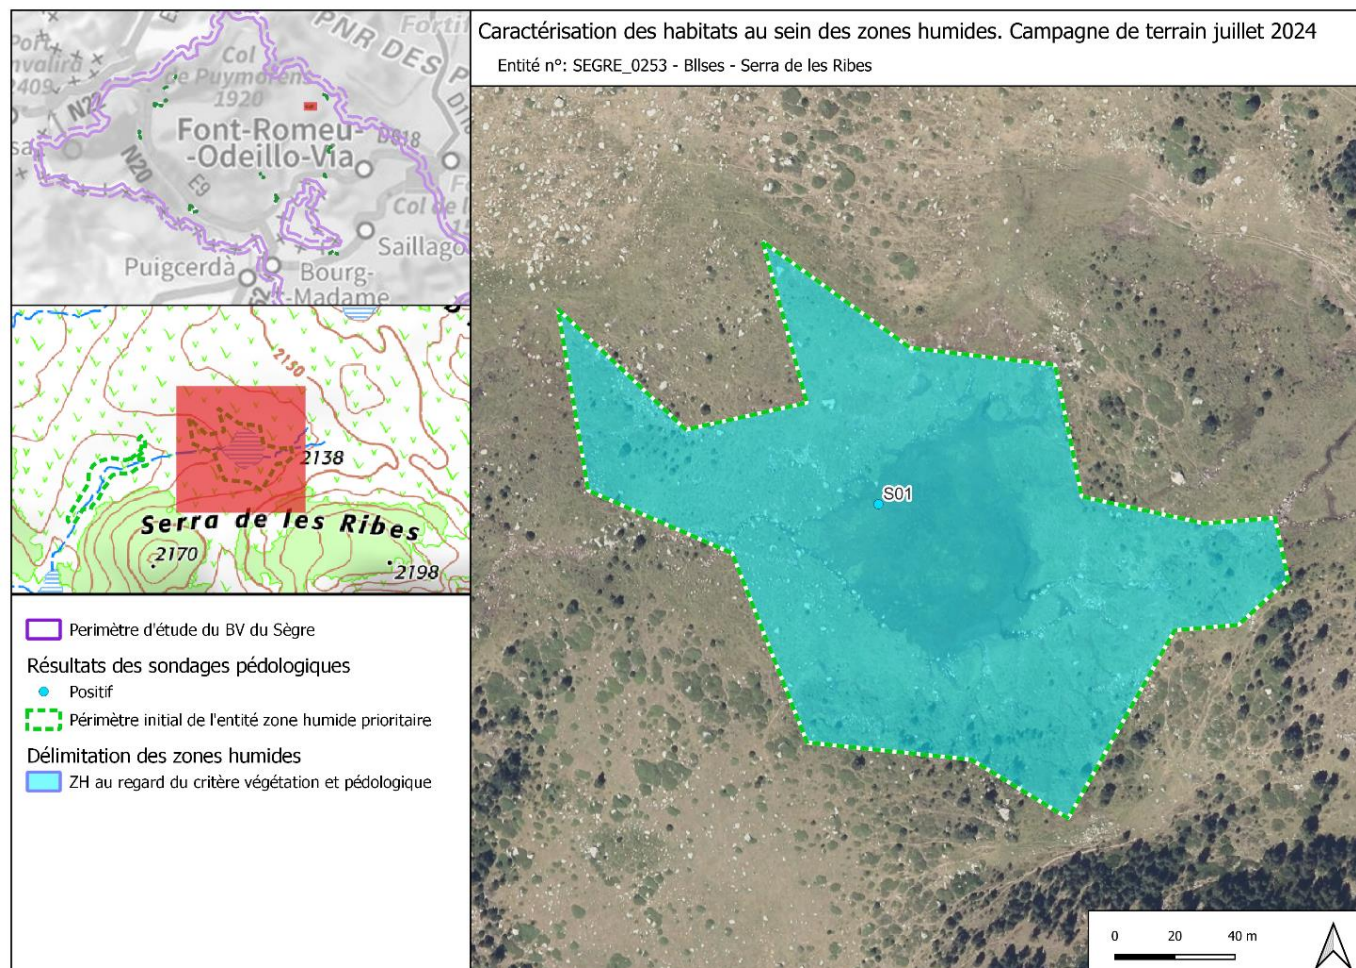 Caractérisation des habitats au sein des zones humides. Campagne de terrain juillet 2024
Entité n°: SEGRE_0253 - Bllses - Serra de les Ribes
PNR DES
Col
de Puymorens
1920
2409
N22
Font-Romeu-
-Odeillo-Via
D618
N20
E9
Col de
Puigcerdà
Bourg-
-Madame
2150
2138
Serra de les Ribes
2170
2198
S01
Perimètre d'étude du BV du Sègre
Résultats des sondages pédologiques
Positif
Périmètre initial de l'entité zone humide prioritaire
Délimitation des zones humides
ZH au regard du critère végétation et pédologique
0 20 40 m